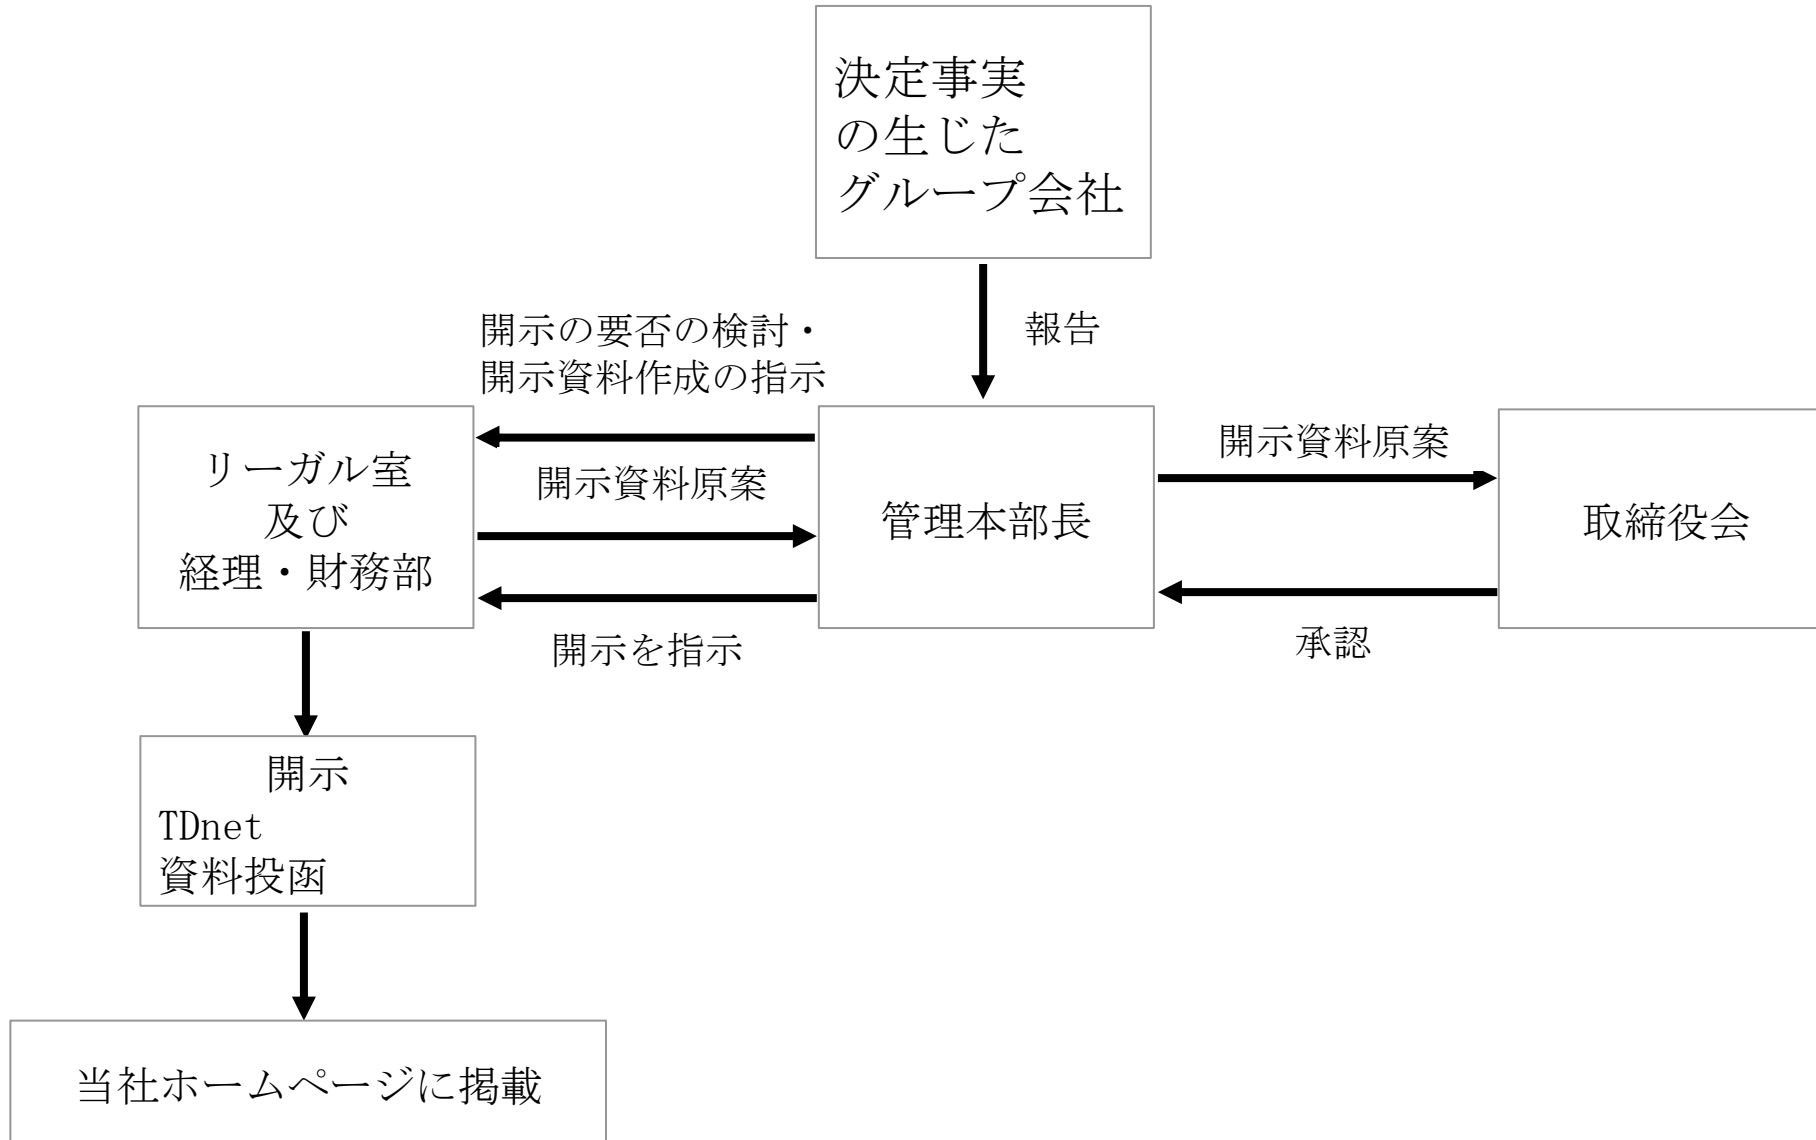 決定事実
の生じた
グループ会社
報告
開示の要否の検討・
開示資料作成の指示
リーガル室
及び
経理・財務部
開示資料原案
開示を指示
管理本部長
開示資料原案
承認
取締役会
開示
TDnet
資料投函
当社ホームページに掲載